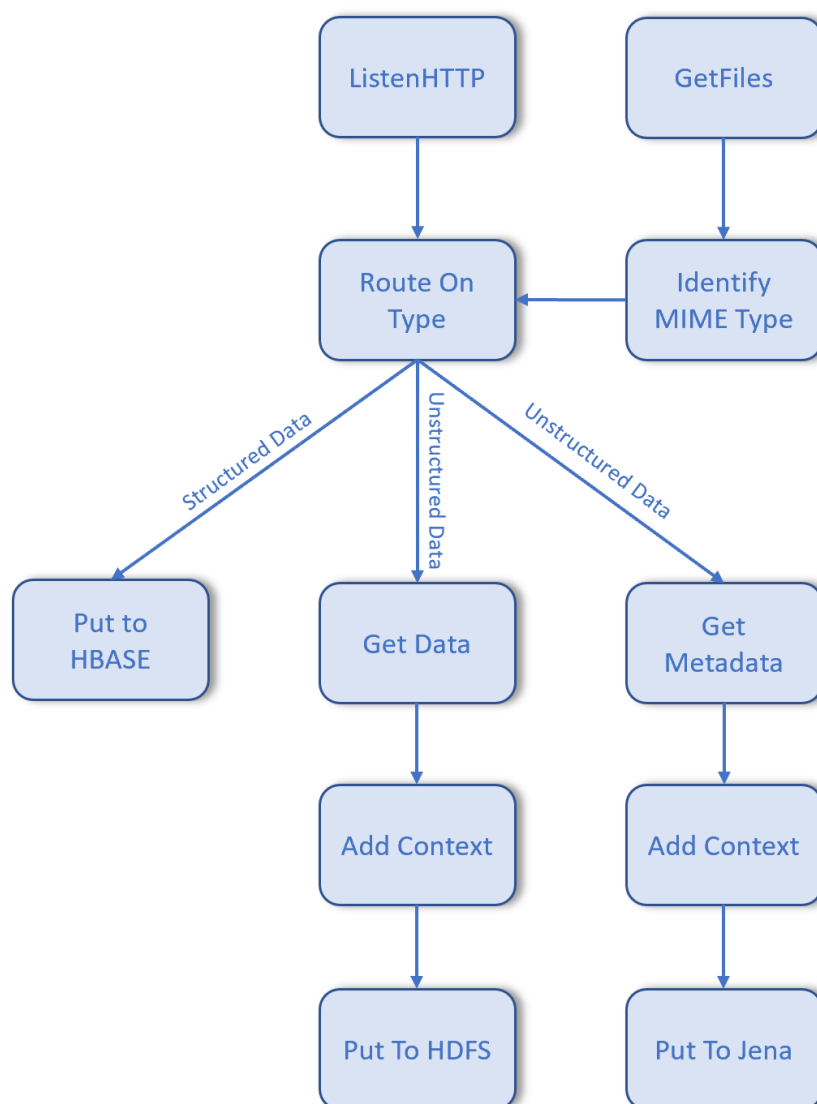 ListenHTTP
GetFiles
Route On
Type
Identify
MIME Type
Structured Data
Unstructured Data
Unstructured Data
Put to
HBASE
Get Data
Get
Metadata
Add Context
Add Context
Put To HDFS
Put To Jena